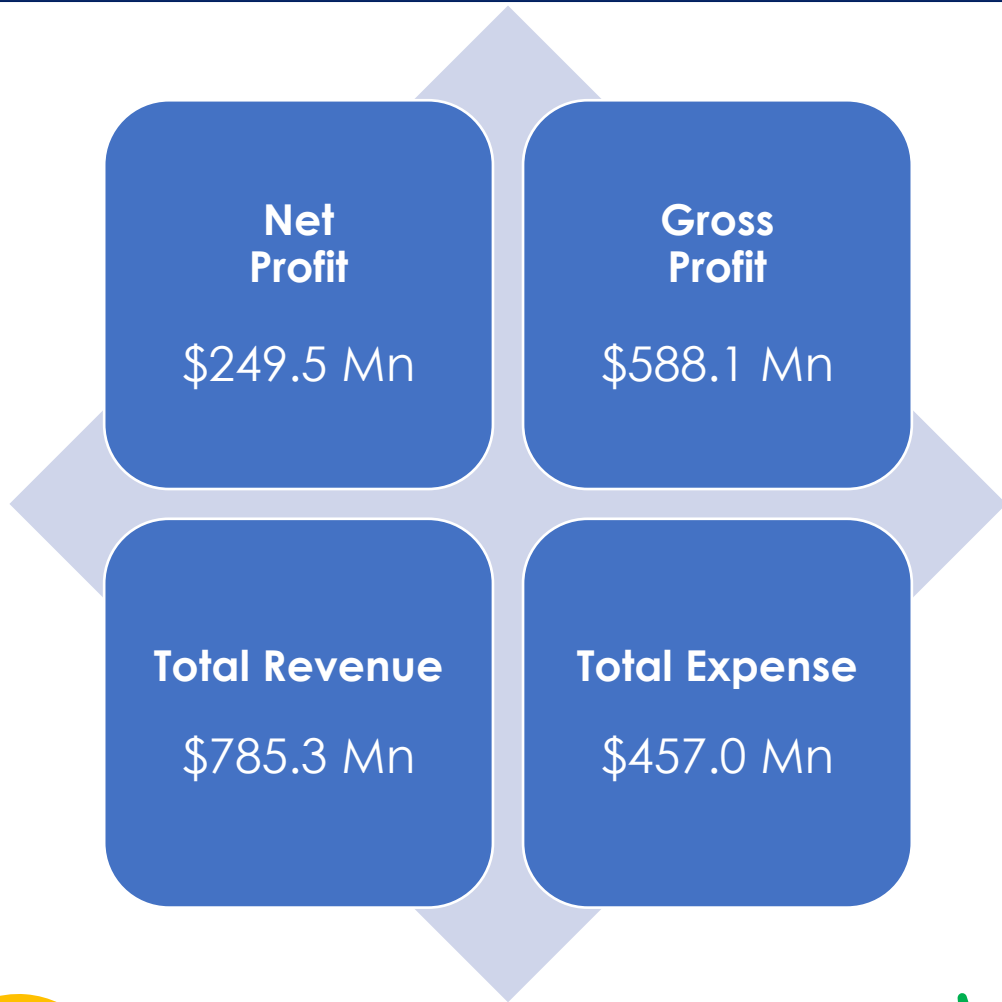 Net
Profit
$249.5 Mn
Gross
Profit
$588.1 Mn
Total Revenue
$785.3 Mn
Total Expense
$457.0 Mn